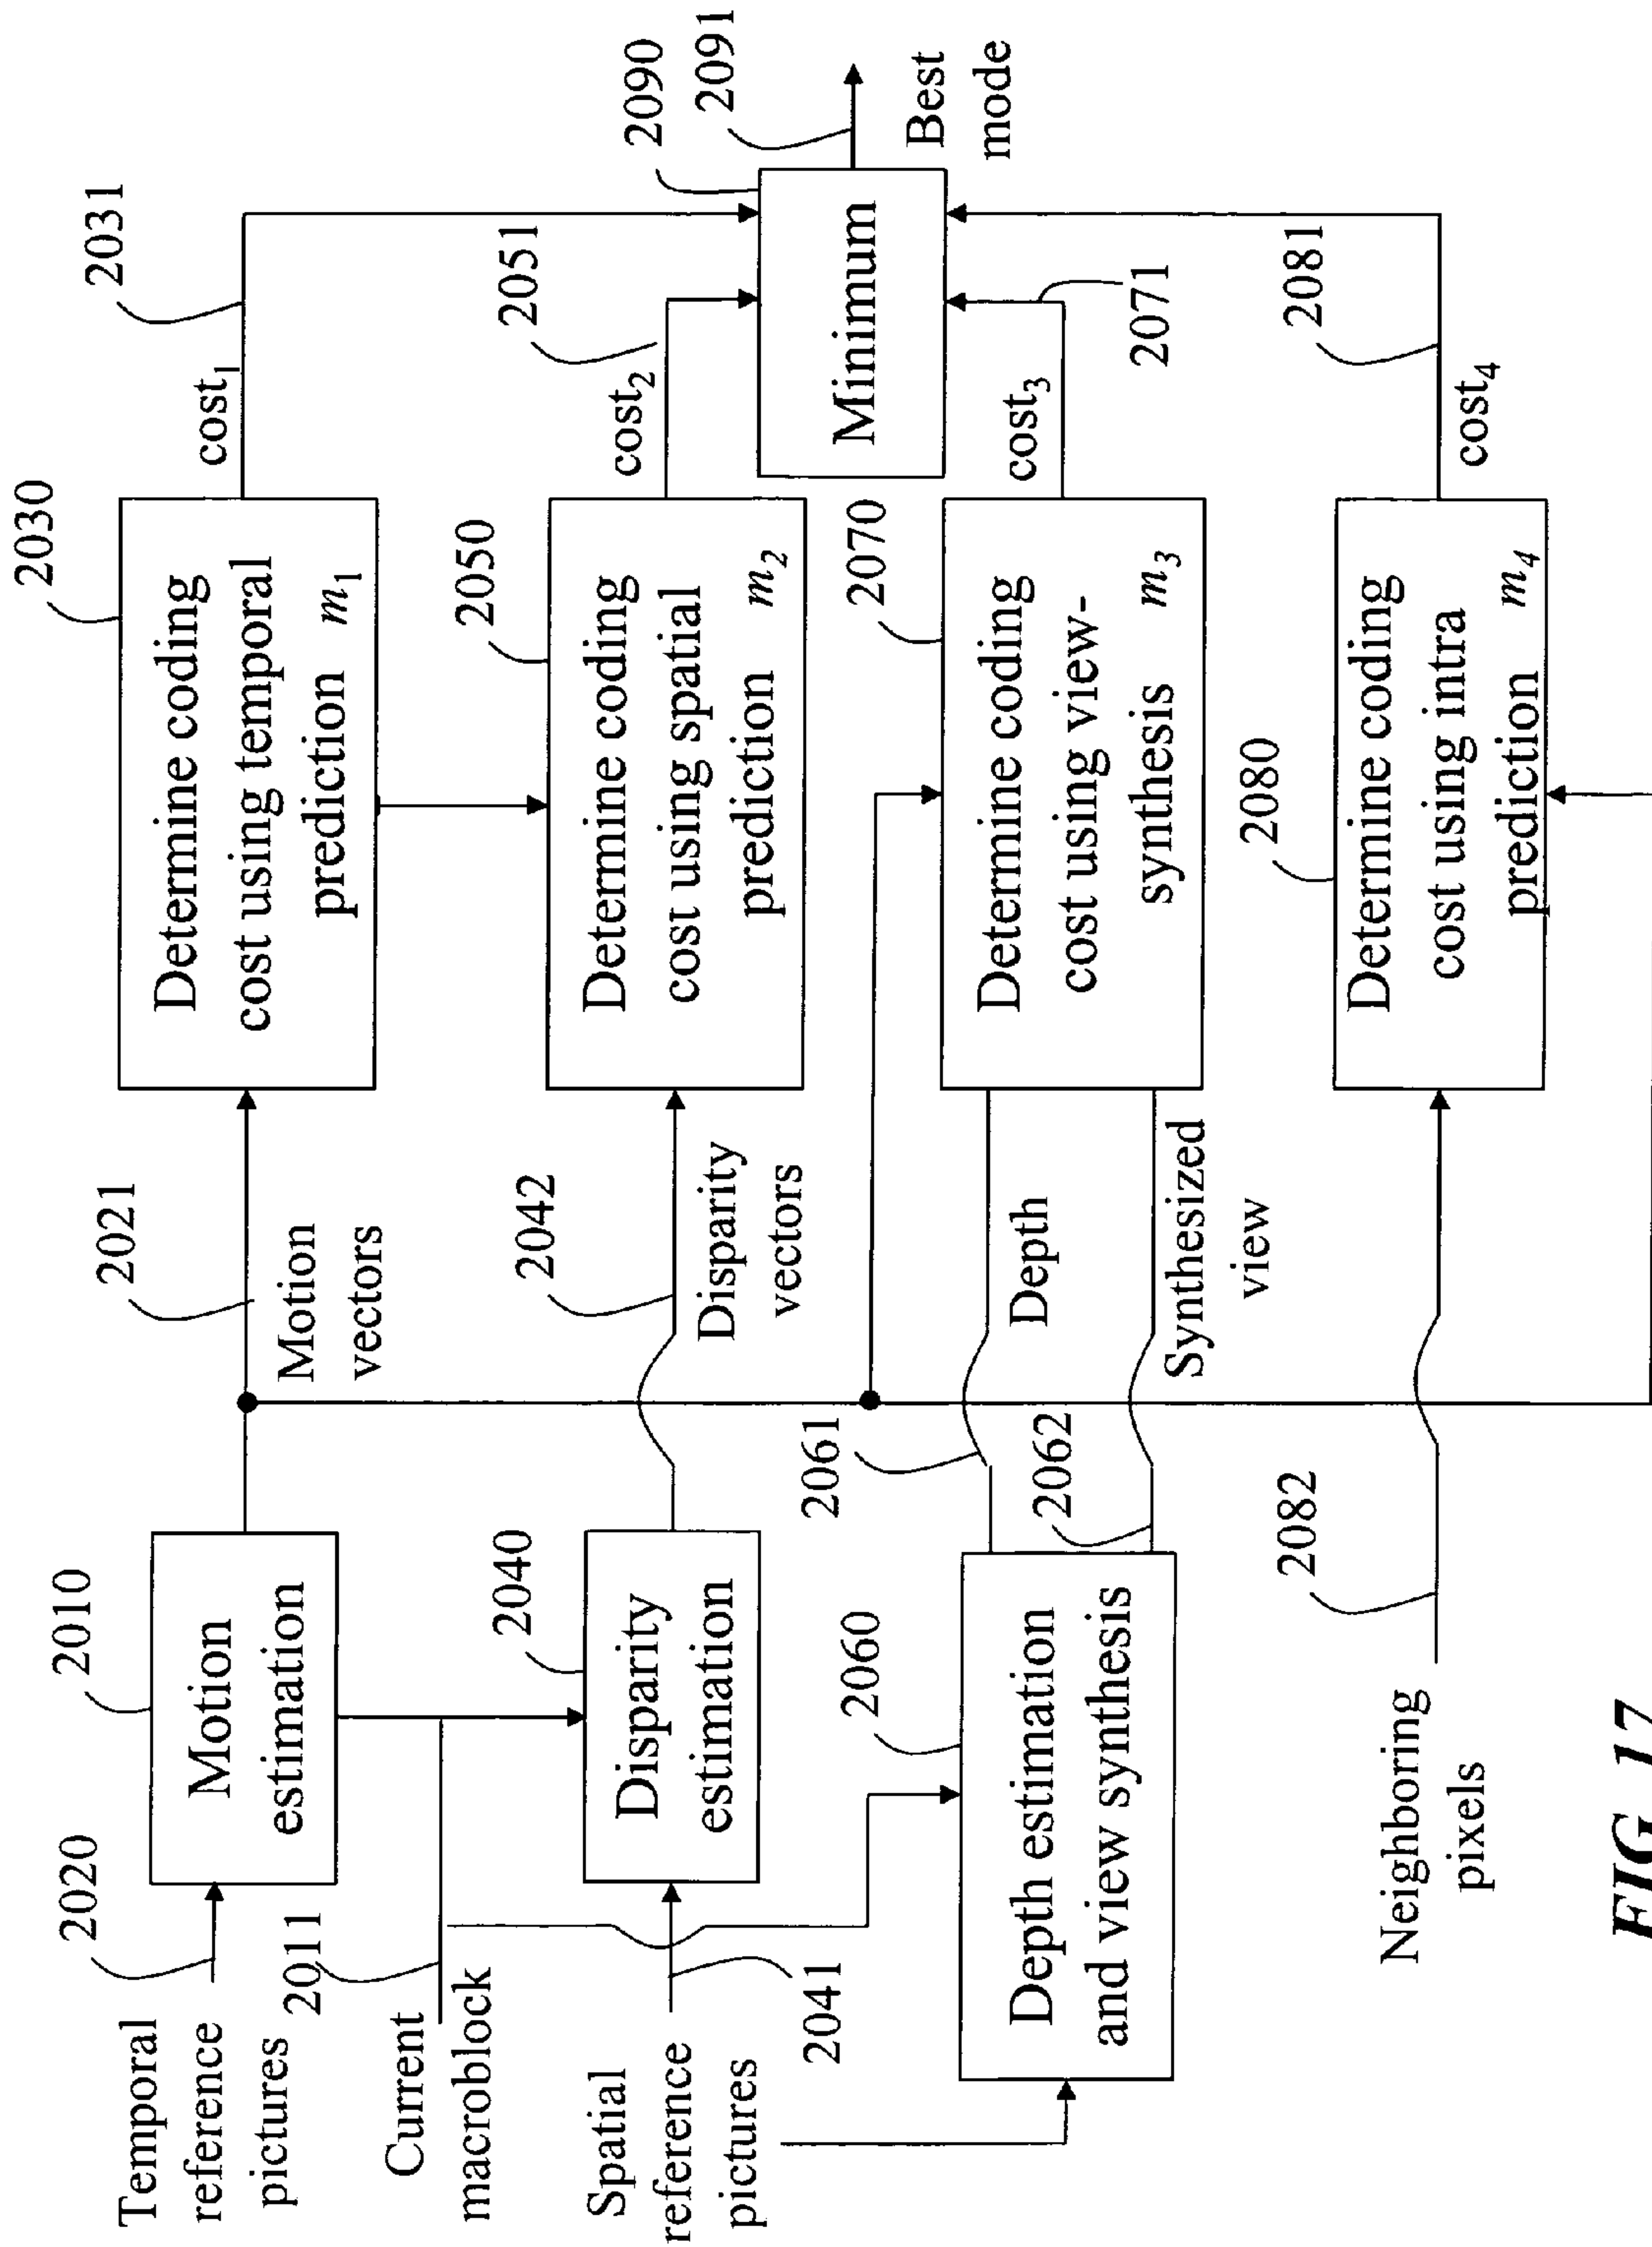 2020
Temporal
reference
pictures
2010
Motion
estimation
2021
Motion
vectors
2030
Determine coding
cost using temporal
prediction m1
cost1
2031
2011
Current
macroblock
2040
Disparity
estimation
2042
Disparity
vectors
2050
Determine coding
cost using spatial
prediction m2
cost2
2051
Spatial
reference
pictures
2041
2060
Depth estimation
and view synthesis
2061
Depth
2062
Synthesized
view
2070
Determine coding
cost using view-
synthesis m3
cost3
2071
Neighboring
pixels
2082
2080
Determine coding
cost using intra
prediction m4
cost4
2081
Minimum
2090
2091
Best
mode
FIG. 17